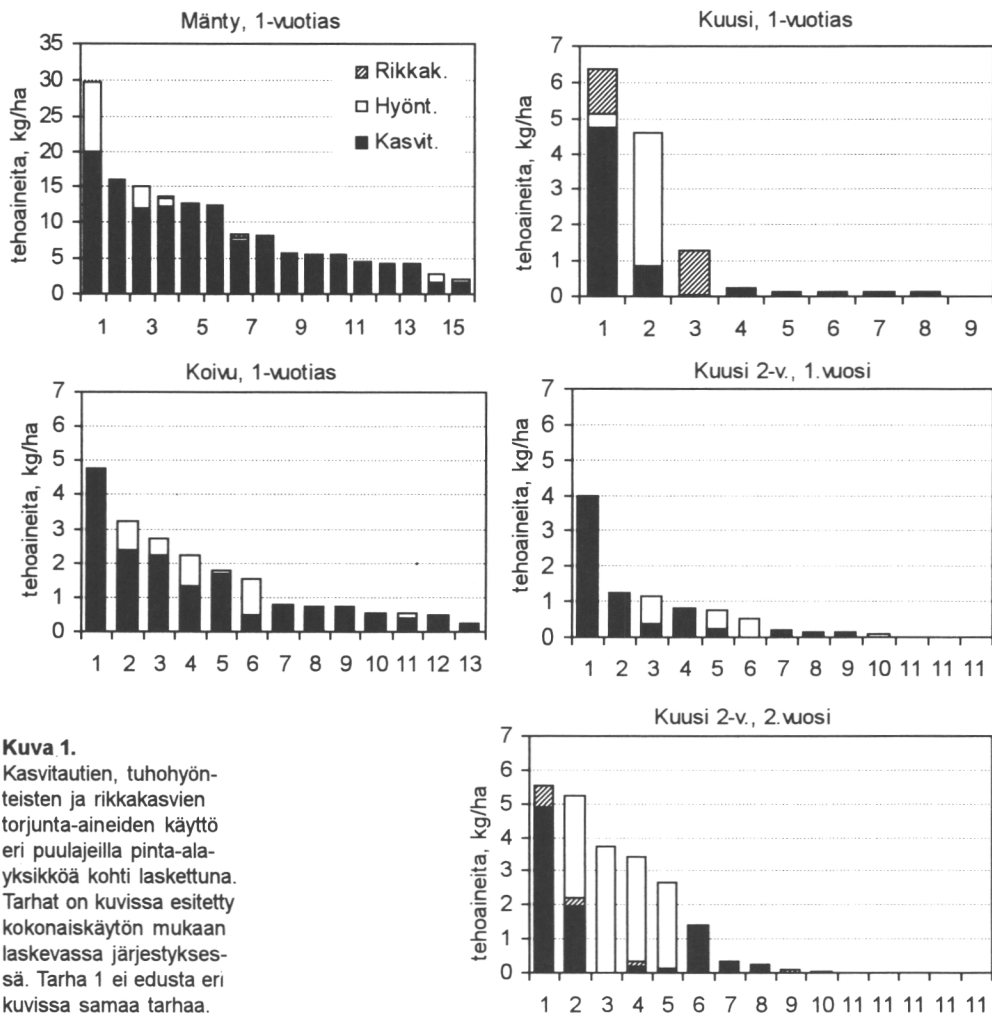 Mänty, 1-vuotias
tehoaineita, kg/ha
35
30
25
20
15
10
5
0
Rikkak.
Hyönt.
Kasvit.
1 3 5 7 9 11 13 15
Kuusi, 1-vuotias
tehoaineita, kg/ha
7
6
5
4
3
2
1
0
1 2 3 4 5 6 7 8 9
Koivu, 1-vuotias
tehoaineita, kg/ha
7
6
5
4
3
2
1
0
1 2 3 4 5 6 7 8 9 10 11 12 13
Kuusi 2-v., 1.vuosi
tehoaineita, kg/ha
7
6
5
4
3
2
1
0
1 2 3 4 5 6 7 8 9 10 11 11 11
Kuusi 2-v., 2.vuosi
tehoaineita, kg/ha
7
6
5
4
3
2
1
0
1 2 3 4 5 6 7 8 9 10 11 11 11 11 11
Kuva 1.
Kasvitautien, tuhohyön-
teisten ja rikkakasvien
torjunta-aineiden käyttö
eri puulajeilla pinta-ala-
yksikköä kohti laskettuna.
Tarhat on kuvissa esitetty
kokonaiskäytön mukaan
laskevassa järjestykses-
sä. Tarha 1 ei edusta eri
kuvissa samaa tarhaa.